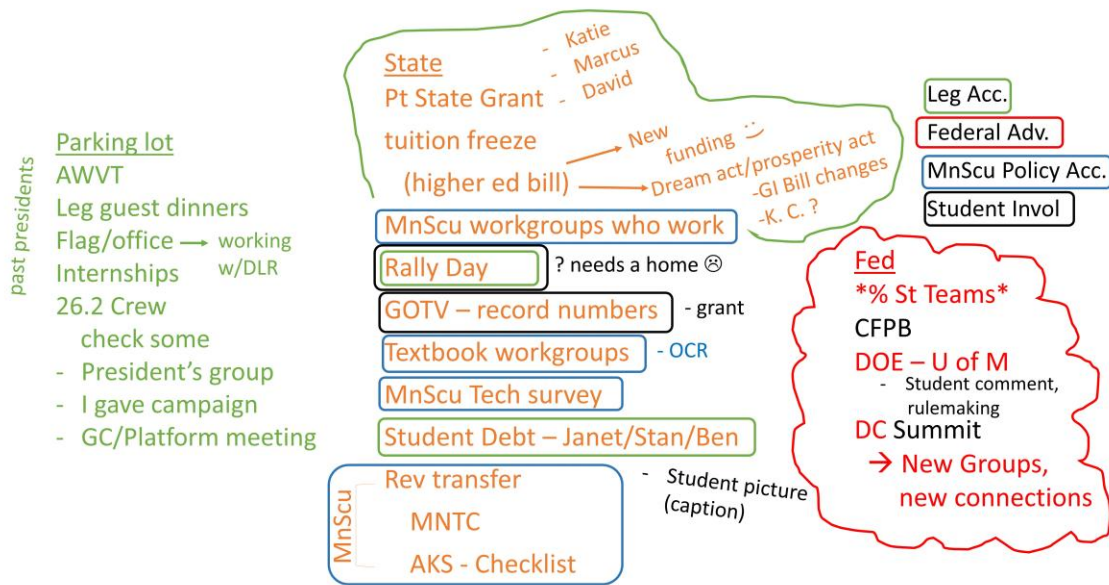 past presidents
Parking lot
AWVT
Leg guest dinners
Flag/office → working
w/DLR
Internships
26.2 Crew
check some
- President's group
- I gave campaign
- GC/Platform meeting
State
- Katie
- Marcus
- David
Pt State Grant
tuition freeze
(higher ed bill)
New
funding :)
Dream act/prosperity act
-GI Bill changes
-K. C. ?
MnScu workgroups who work
Rally Day ? needs a home ☹
GOTV – record numbers - grant
Textbook workgroups - OCR
MnScu Tech survey
Student Debt – Janet/Stan/Ben
MnScu
Rev transfer
MNTC
AKS - Checklist
- Student picture
(caption)
Leg Acc.
Federal Adv.
MnScu Policy Acc.
Student Invol
Fed
*% St Teams*
CFPB
DOE – U of M
- Student comment,
rulemaking
DC Summit
→ New Groups,
new connections